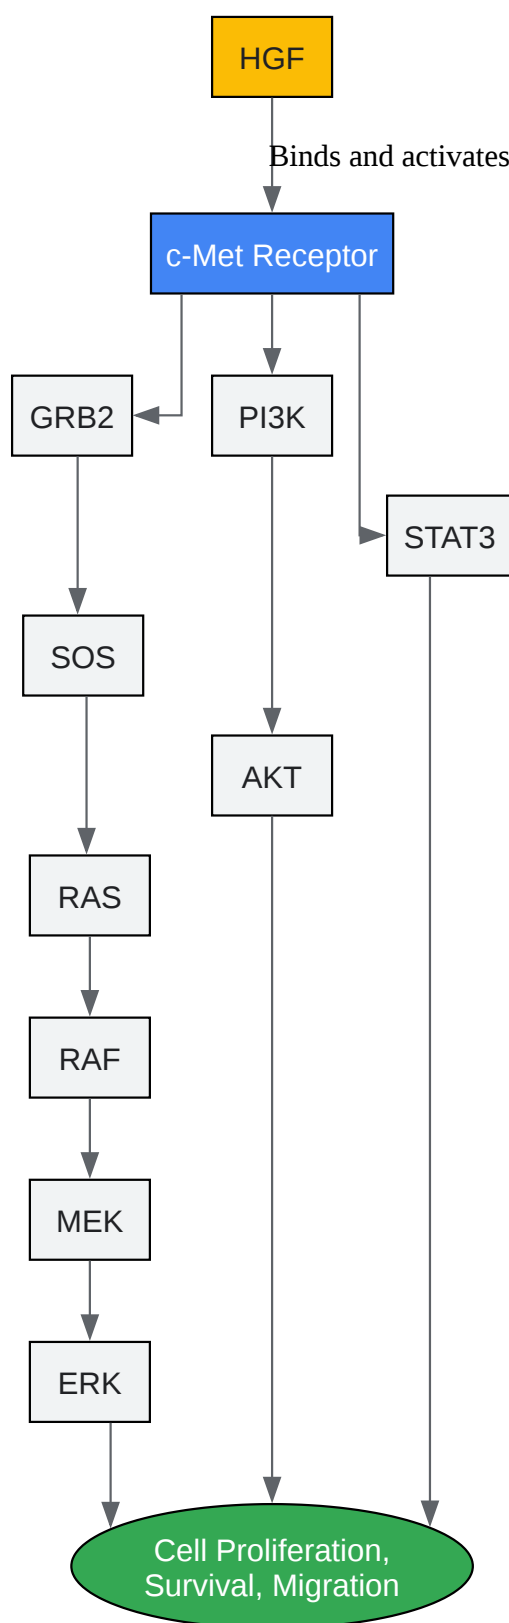 HGF
Binds and activates
c-Met Receptor
GRB2
PI3K
STAT3
SOS
AKT
RAS
RAF
MEK
ERK
Cell Proliferation,
Survival, Migration